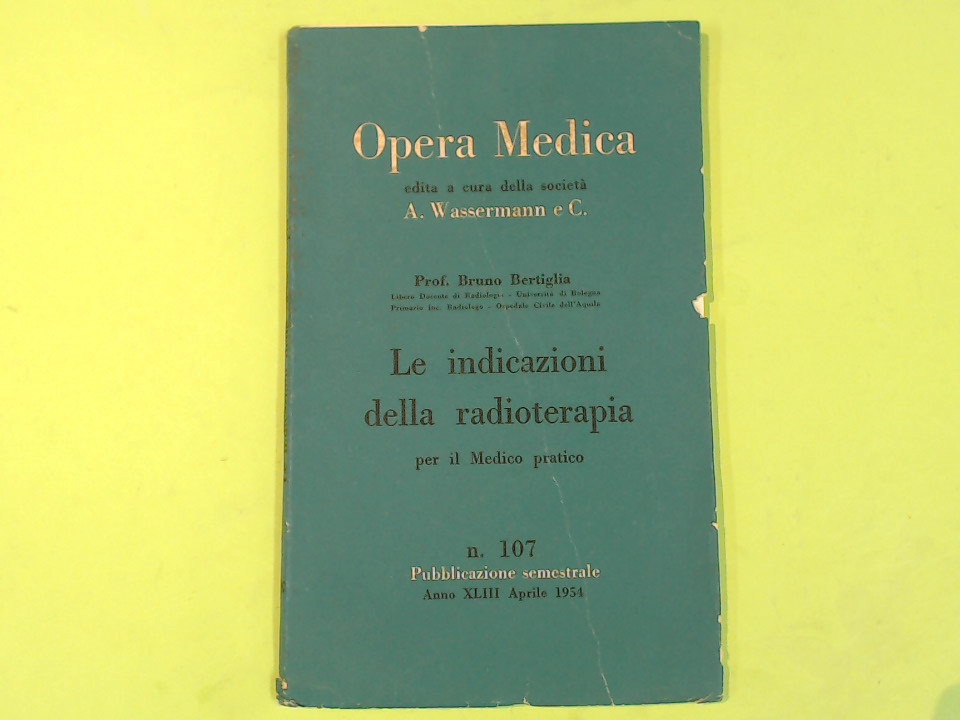 Opera Medica
edita a cura della società
A. Wassermann e C.
Prof. Bruno Bertiglia
Libero Docente di Radiologia - Università di Bologna
Primario Inc. Radiologo - Ospedale Civile dell'Aquila
Le indicazioni
della radioterapia
per il Medico pratico
n. 107
Pubblicazione semestrale
Anno XLIII Aprile 1954